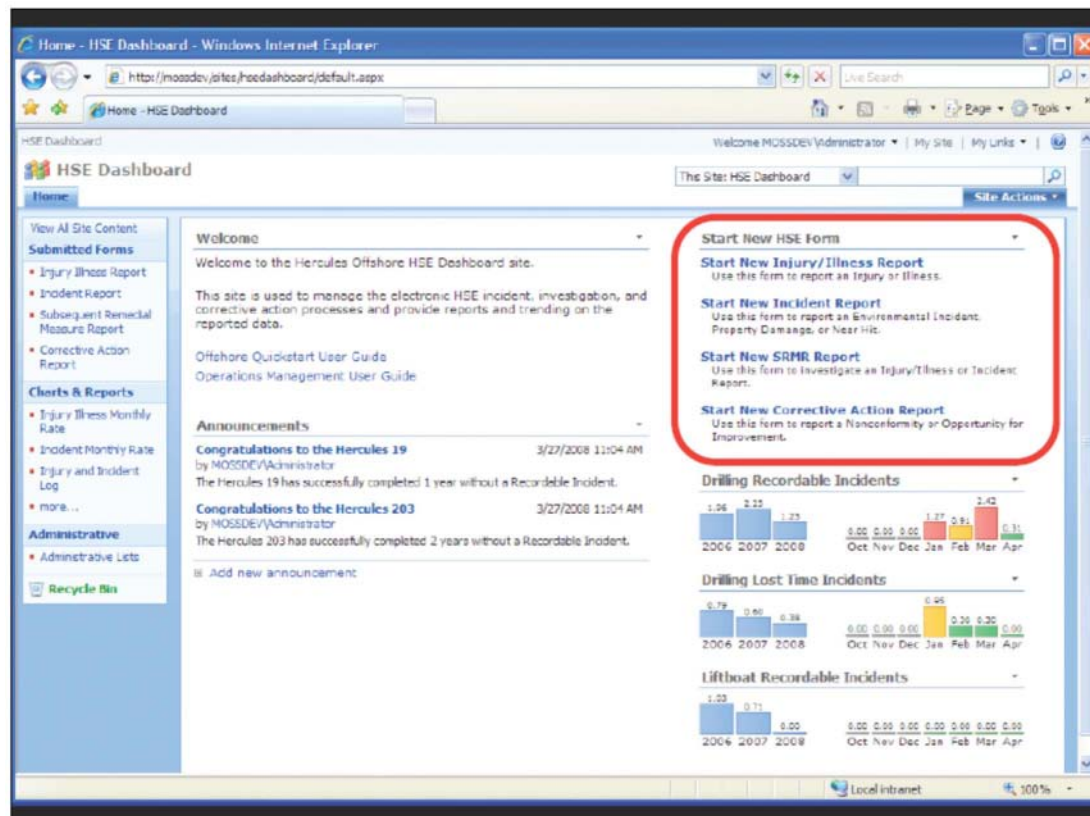 Home - HSE Dashboard - Windows Internet Explorer
http://mossdev/sites/hsedashboard/default.aspx
Live Search
Home - HSE Dashboard
Page
Tools
HSE Dashboard
Welcome MOSSDEV\Administrator | My Site | My Links |
HSE Dashboard
This Site: HSE Dashboard
Home
Site Actions
View All Site Content
Submitted Forms
Injury Illness Report
Incident Report
Subsequent Remedial
Measure Report
Corrective Action
Report
Charts & Reports
Injury Illness Monthly
Rate
Incident Monthly Rate
Injury and Incident
Log
more...
Administrative
Administrative Lists
Recycle Bin
Welcome
Welcome to the Hercules Offshore HSE Dashboard site.
This site is used to manage the electronic HSE incident, investigation, and
corrective action processes and provide reports and trending on the
reported data.
Offshore Quickstart User Guide
Operations Management User Guide
Announcements
Congratulations to the Hercules 19 3/27/2008 11:04 AM
by MOSSDEV\Administrator
The Hercules 19 has successfully completed 1 year without a Recordable Incident.
Congratulations to the Hercules 203 3/27/2008 11:04 AM
by MOSSDEV\Administrator
The Hercules 203 has successfully completed 2 years without a Recordable Incident.
Add new announcement
Start New HSE Form
Start New Injury/Illness Report
Use this form to report an Injury or Illness.
Start New Incident Report
Use this form to report an Environmental Incident,
Property Damage, or Near Hit.
Start New SRMR Report
Use this form to investigate an Injury/Illness or Incident
Report.
Start New Corrective Action Report
Use this form to report a Nonconformity or Opportunity for
Improvement.
Drilling Recordable Incidents
2.25 1.23
0.00 0.00 0.00 1.27 0.91 2.42 0.31
2006 2007 2008 Oct Nov Dec Jan Feb Mar Apr
Drilling Lost Time Incidents
0.79 0.60
0.00 0.00 0.00 0.95 0.30 0.30 0.00
2006 2007 2008 Oct Nov Dec Jan Feb Mar Apr
Liftboat Recordable Incidents
1.03 0.71 0.00
0.00 0.00 0.00 0.00 0.00 0.00 0.00
2006 2007 2008 Oct Nov Dec Jan Feb Mar Apr
Local intranet
100%